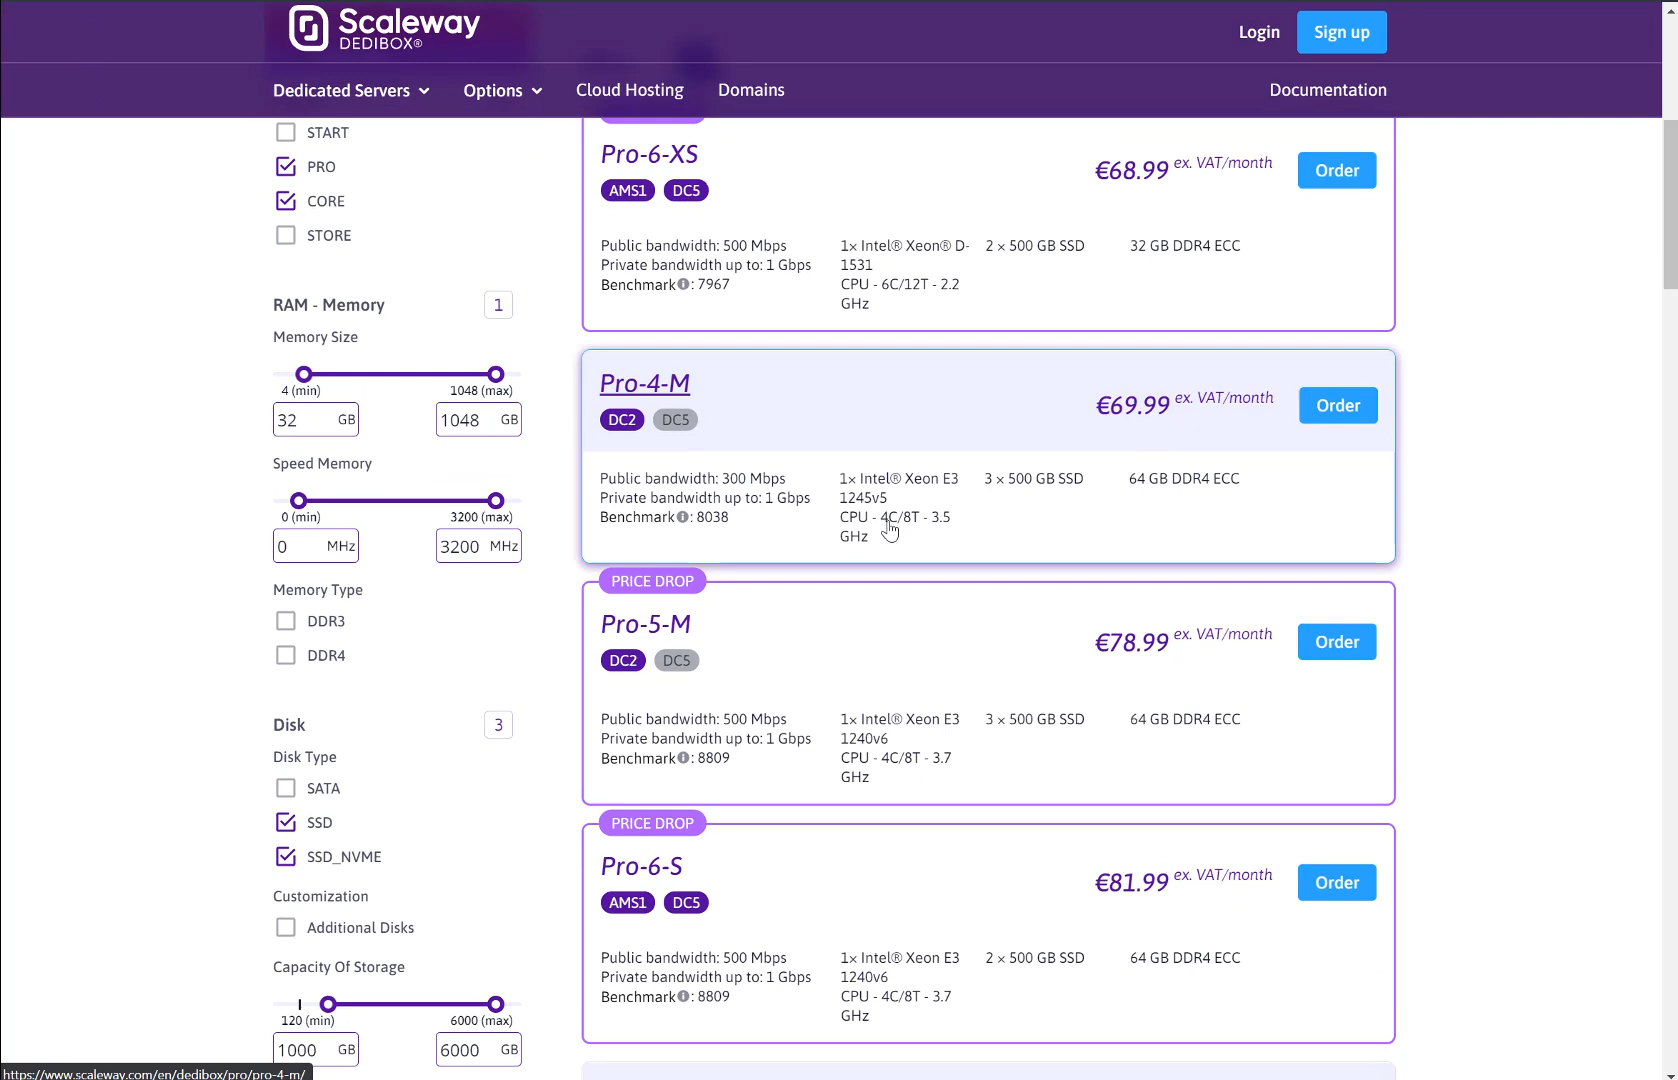 Scaleway
DEDIBOX®
Login
Sign up
Dedicated Servers
Options
Cloud Hosting
Domains
Documentation
START
PRO
CORE
STORE
RAM - Memory
1
Memory Size
4 (min)
1048 (max)
32 GB
1048 GB
Speed Memory
0 (min)
3200 (max)
0 MHz
3200 MHz
Memory Type
DDR3
DDR4
Disk
3
Disk Type
SATA
SSD
SSD_NVME
Customization
Additional Disks
Capacity Of Storage
120 (min)
6000 (max)
1000 GB
6000 GB
Pro-6-XS
AMS1
DC5
€68.99 ex. VAT/month
Order
Public bandwidth: 500 Mbps
Private bandwidth up to: 1 Gbps
Benchmark: 7967
1× Intel® Xeon® D-
1531
CPU - 6C/12T - 2.2
GHz
2 × 500 GB SSD
32 GB DDR4 ECC
Pro-4-M
DC2
DC5
€69.99 ex. VAT/month
Order
Public bandwidth: 300 Mbps
Private bandwidth up to: 1 Gbps
Benchmark: 8038
1× Intel® Xeon E3
1245v5
CPU - 4C/8T - 3.5
GHz
3 × 500 GB SSD
64 GB DDR4 ECC
PRICE DROP
Pro-5-M
DC2
DC5
€78.99 ex. VAT/month
Order
Public bandwidth: 500 Mbps
Private bandwidth up to: 1 Gbps
Benchmark: 8809
1× Intel® Xeon E3
1240v6
CPU - 4C/8T - 3.7
GHz
3 × 500 GB SSD
64 GB DDR4 ECC
PRICE DROP
Pro-6-S
AMS1
DC5
€81.99 ex. VAT/month
Order
Public bandwidth: 500 Mbps
Private bandwidth up to: 1 Gbps
Benchmark: 8809
1× Intel® Xeon E3
1240v6
CPU - 4C/8T - 3.7
GHz
2 × 500 GB SSD
64 GB DDR4 ECC
https://www.scaleway.com/en/dedibox/pro/pro-4-m/